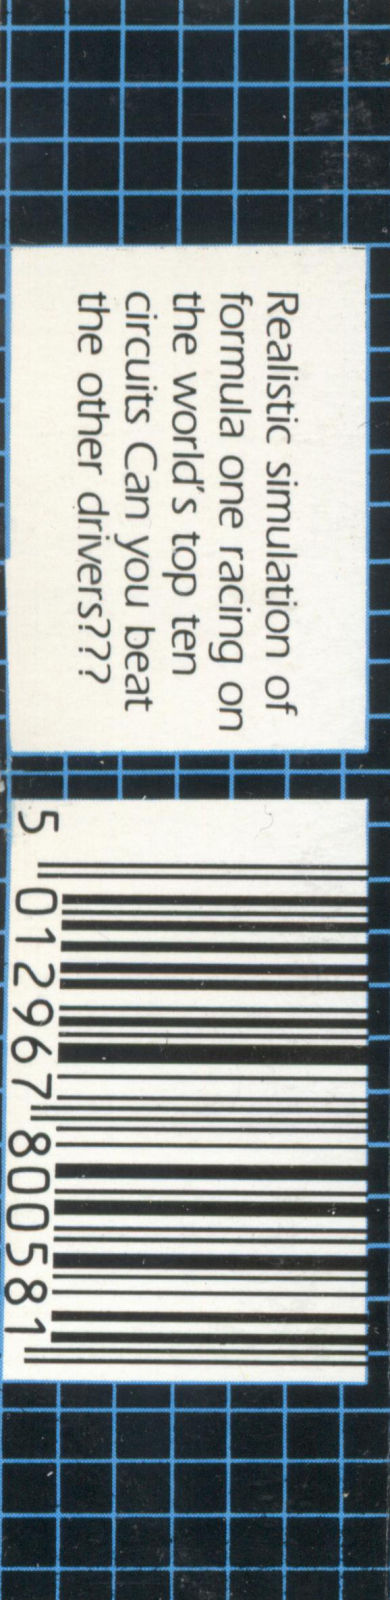 Realistic simulation of
formula one racing on
the world's top ten
circuits Can you beat
the other drivers???
5 012967 800581